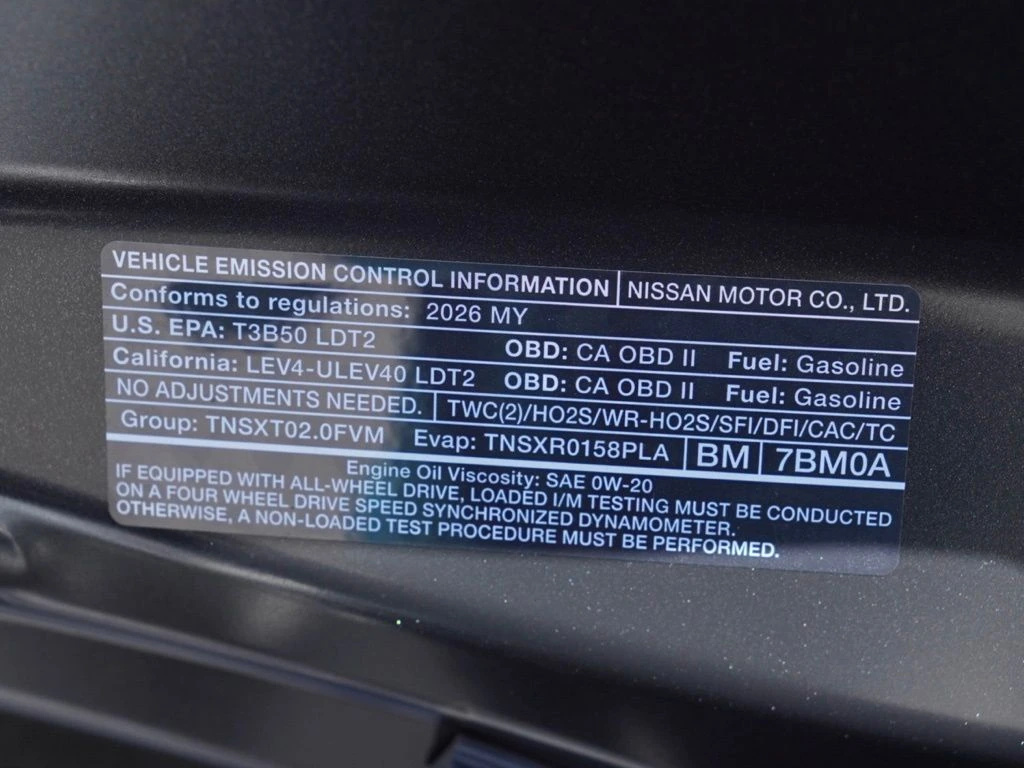 VEHICLE EMISSION CONTROL INFORMATION | NISSAN MOTOR CO., LTD.
Conforms to regulations: 2026 MY
U.S. EPA: T3B50 LDT2 OBD: CA OBD II Fuel: Gasoline
California: LEV4-ULEV40 LDT2 OBD: CA OBD II Fuel: Gasoline
NO ADJUSTMENTS NEEDED. | TWC(2)/HO2S/WR-HO2S/SFI/DFI/CAC/TC
Group: TNSXT02.0FVM Evap: TNSXR0158PLA | BM | 7BM0A
Engine Oil Viscosity: SAE 0W-20
IF EQUIPPED WITH ALL-WHEEL DRIVE, LOADED I/M TESTING MUST BE CONDUCTED
ON A FOUR WHEEL DRIVE SPEED SYNCHRONIZED DYNAMOMETER.
OTHERWISE, A NON-LOADED TEST PROCEDURE MUST BE PERFORMED.